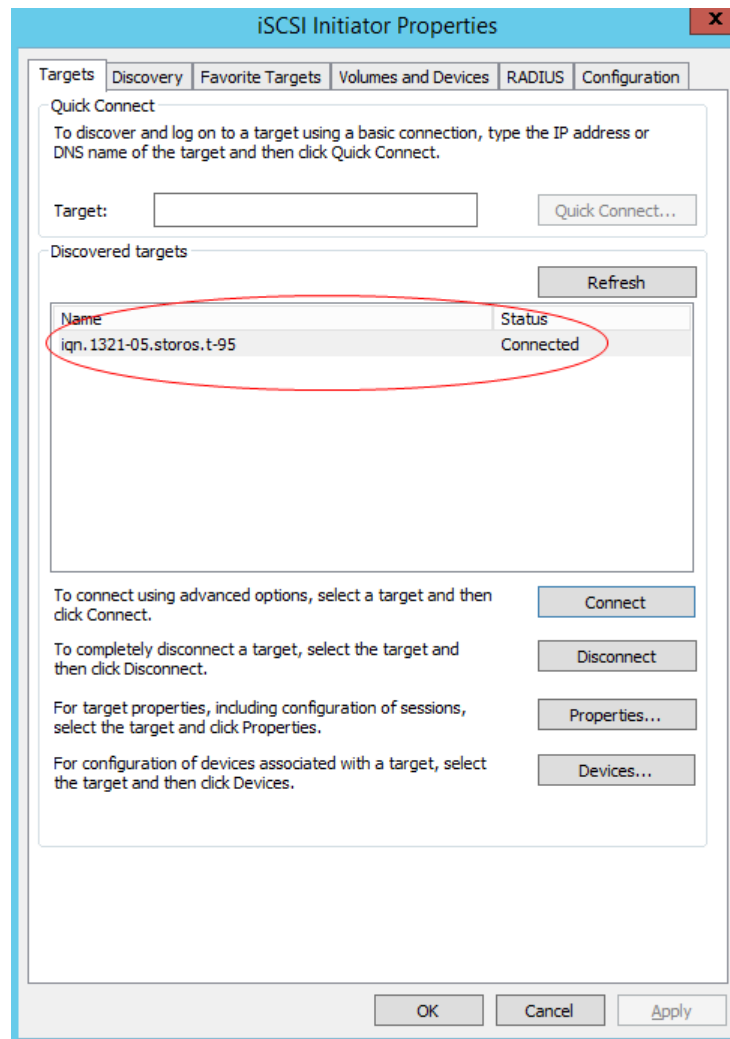 iSCSI Initiator Properties
x
Targets Discovery Favorite Targets Volumes and Devices RADIUS Configuration
Quick Connect
To discover and log on to a target using a basic connection, type the IP address or
DNS name of the target and then click Quick Connect.
Target: Quick Connect...
Discovered targets
Refresh
Name Status
iqn.1321-05.storos.t-95 Connected
To connect using advanced options, select a target and then
click Connect.
Connect
To completely disconnect a target, select the target and
then click Disconnect.
Disconnect
For target properties, including configuration of sessions,
select the target and click Properties.
Properties...
For configuration of devices associated with a target, select
the target and then click Devices.
Devices...
OK Cancel Apply